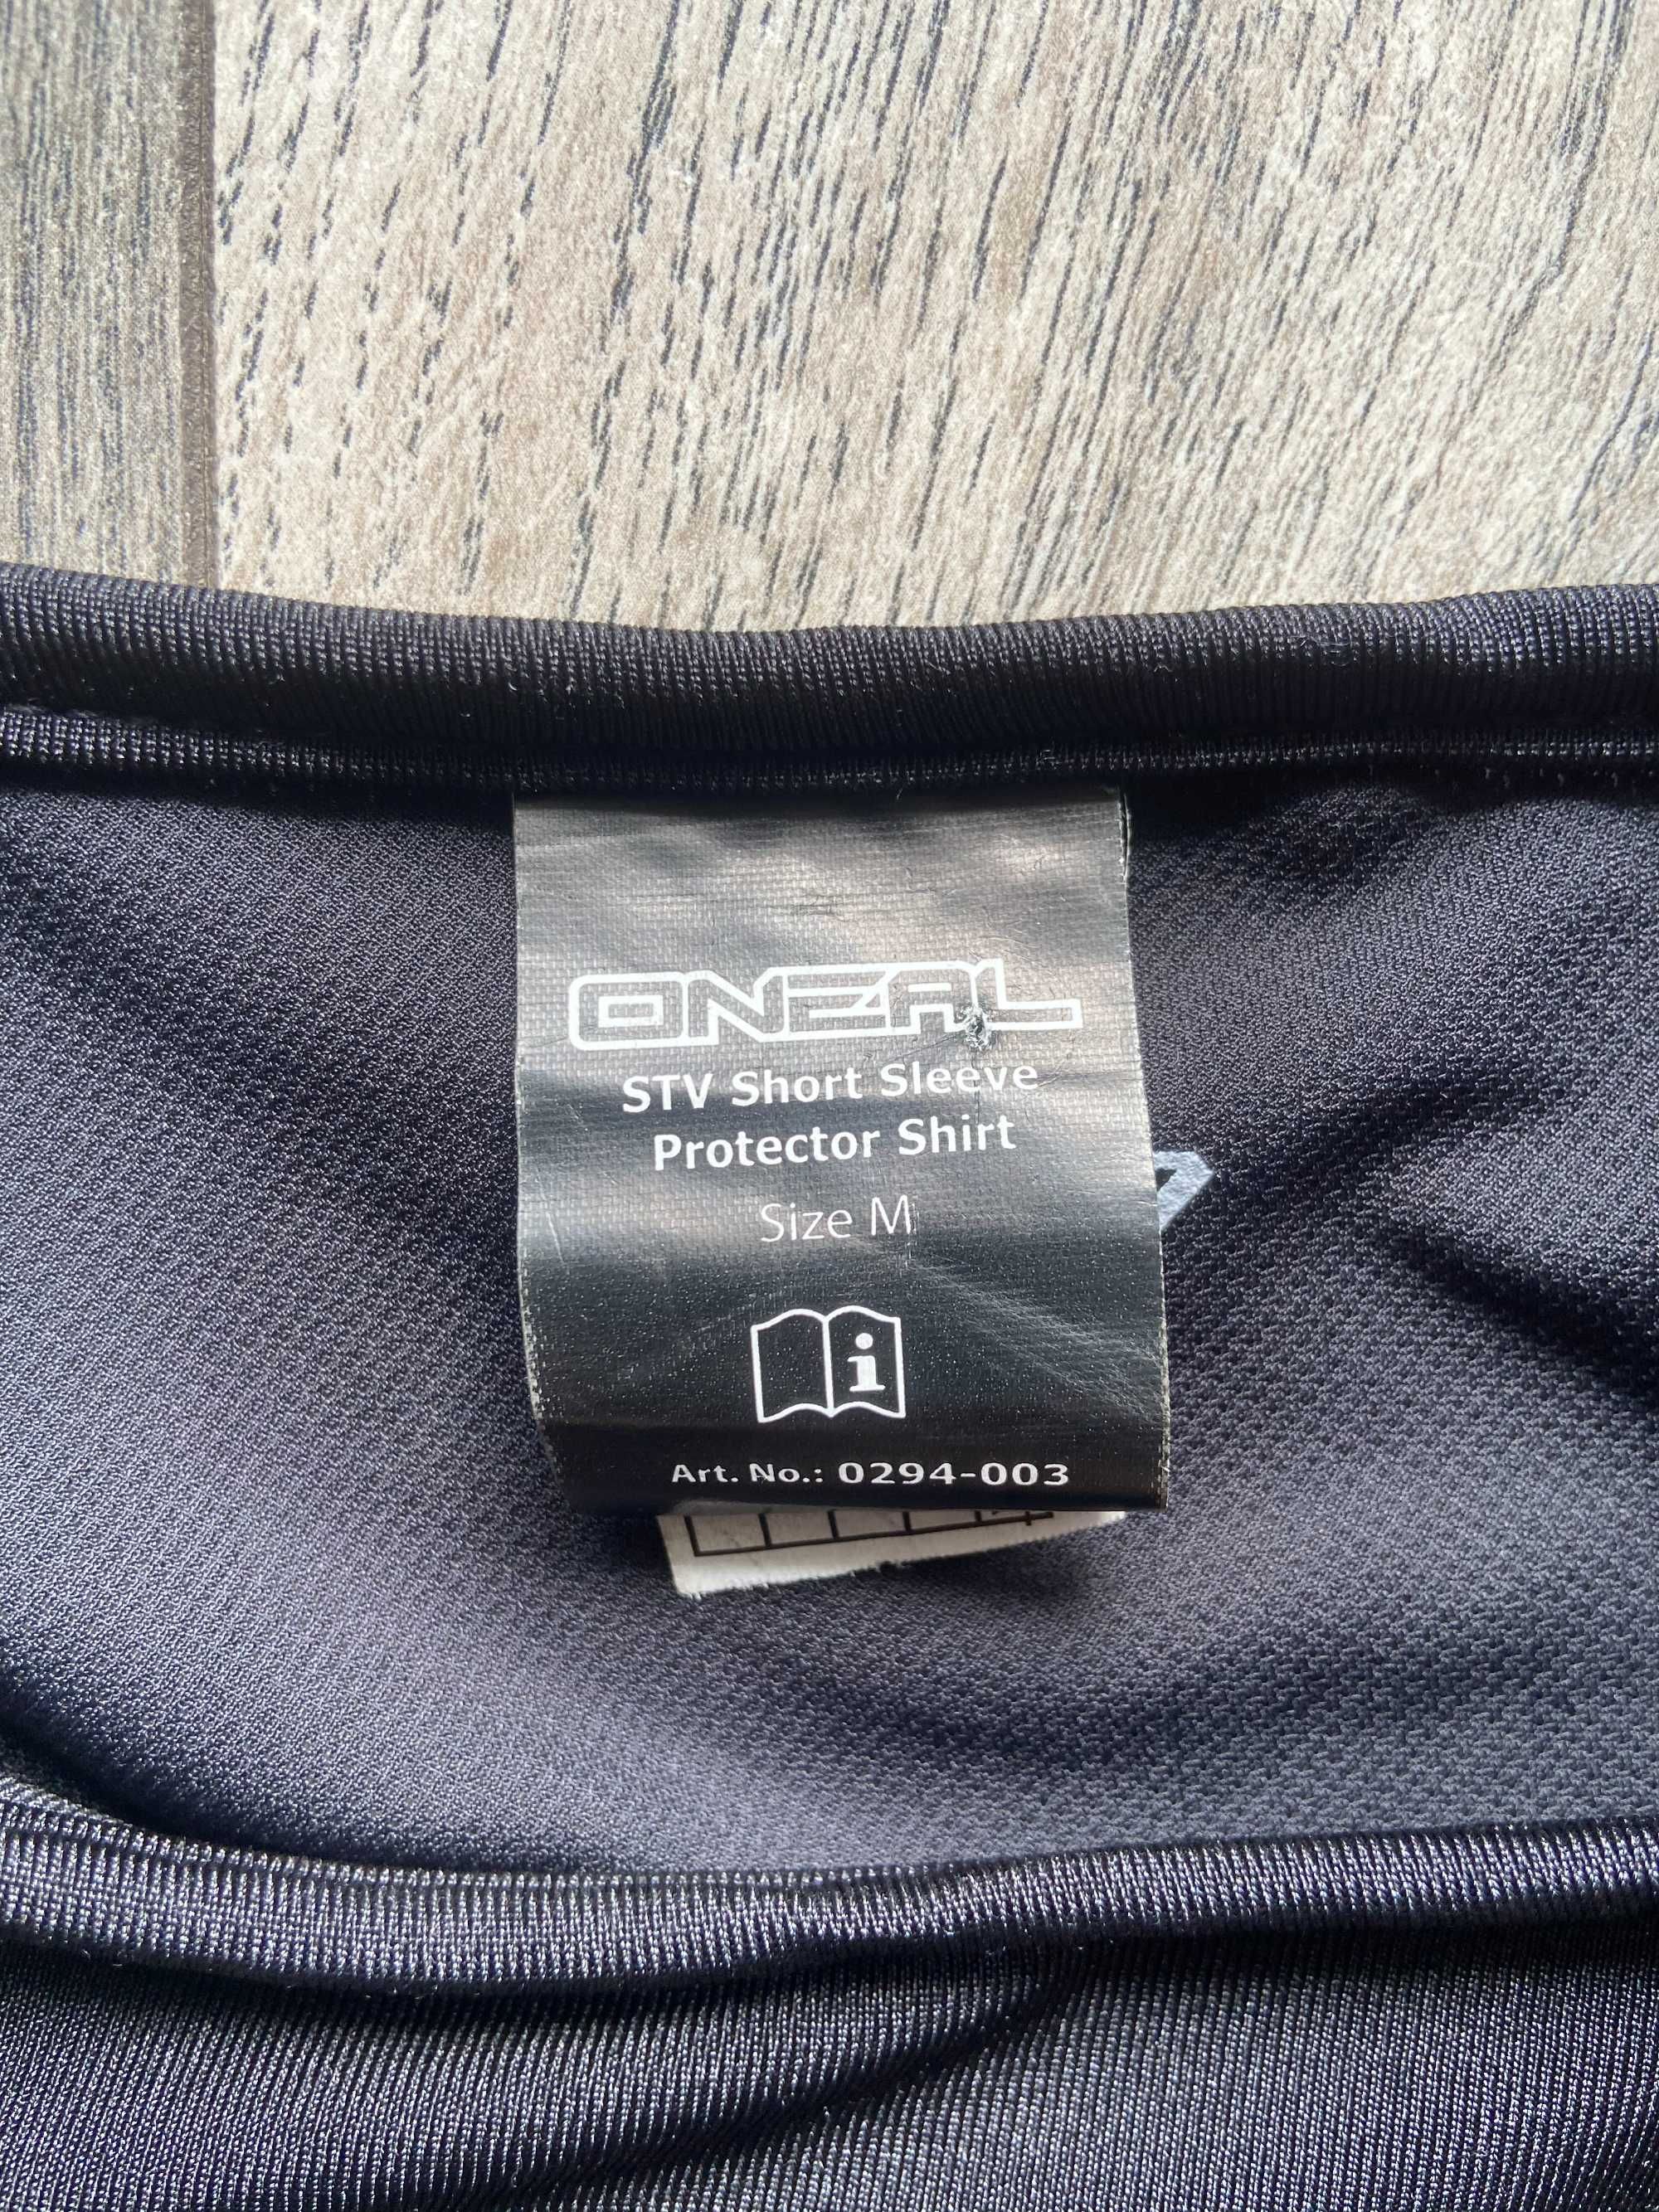 ONEAL
STV Short Sleeve
Protector Shirt
Size M
i
Art. No.: 0294-003